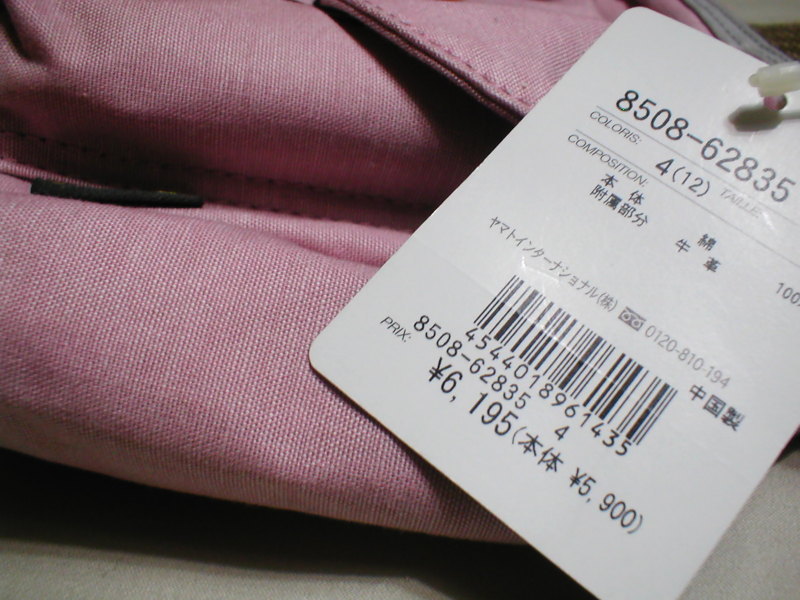 8508-62835
COLORIS: 4(12) TAILLE:
COMPOSITION:
本体 綿 100
附属部分 牛革
ヤマトインターナショナル(株) 0120-810-194
中国製
4544018961435
PRIX: 8508-62835 4
¥6,195(本体 ¥5,900)